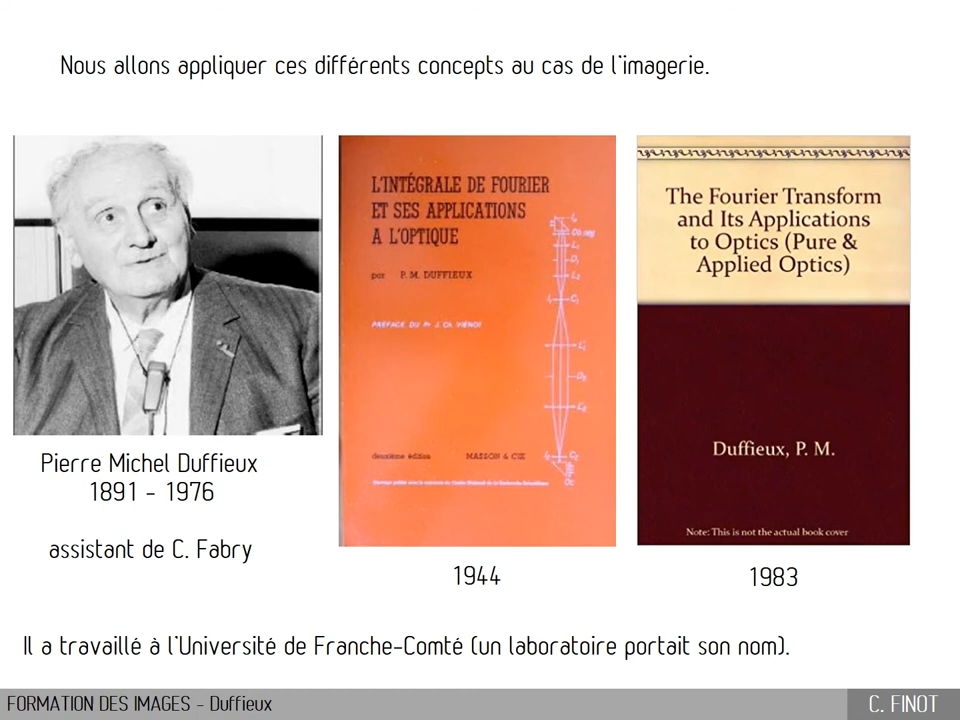 Nous allons appliquer ces différents concepts au cas de l'imagerie.
L'INTÉGRALE DE FOURIER
ET SES APPLICATIONS
A L'OPTIQUE
par P. M. DUFFIEUX
PRÉFACE DU Pr J. CH. VIÉNOT
deuxième édition MASSON & CIE
The Fourier Transform
and Its Applications
to Optics (Pure &
Applied Optics)
Duffieux, P. M.
Note: This is not the actual book cover
Pierre Michel Duffieux
1891 - 1976
assistant de C. Fabry
1944
1983
Il a travaillé à l'Université de Franche-Comté (un laboratoire portait son nom).
FORMATION DES IMAGES - Duffieux
C. FINOT